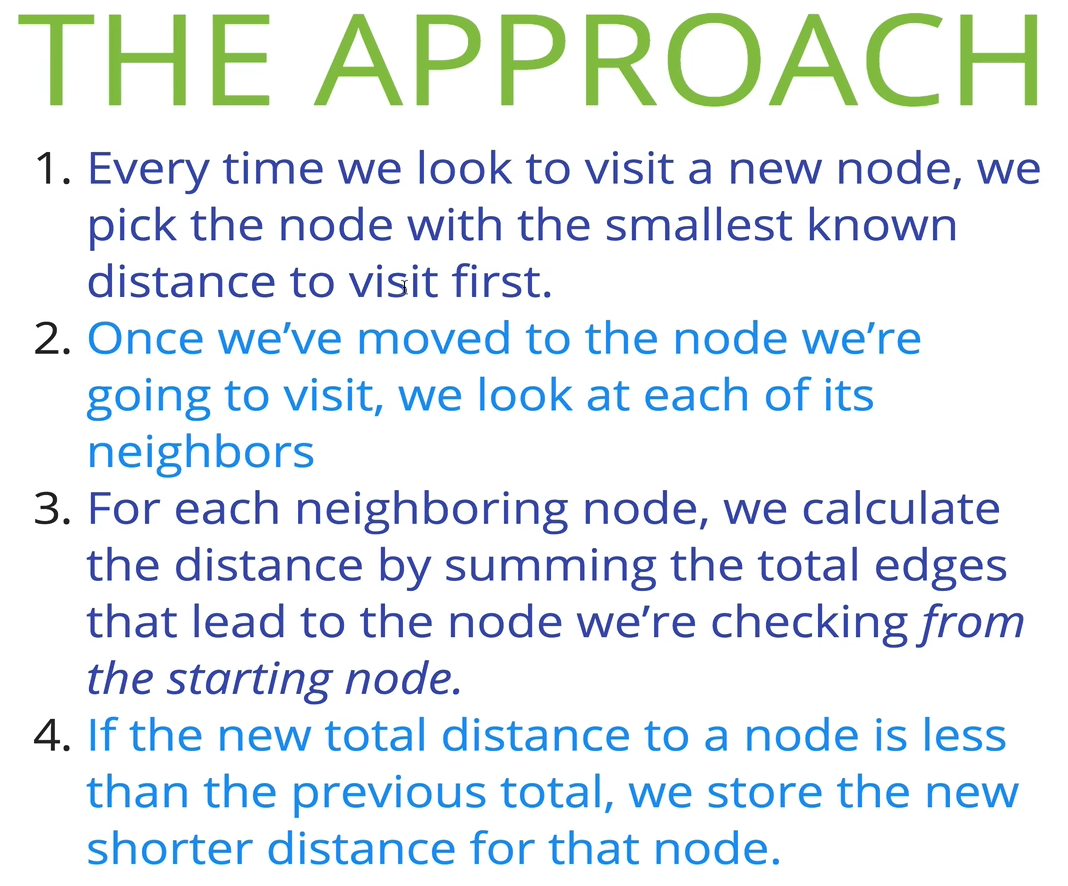 THE APPROACH
1. Every time we look to visit a new node, we
pick the node with the smallest known
distance to visit first.
2. Once we’ve moved to the node we’re
going to visit, we look at each of its
neighbors
3. For each neighboring node, we calculate
the distance by summing the total edges
that lead to the node we’re checking from
the starting node.
4. If the new total distance to a node is less
than the previous total, we store the new
shorter distance for that node.